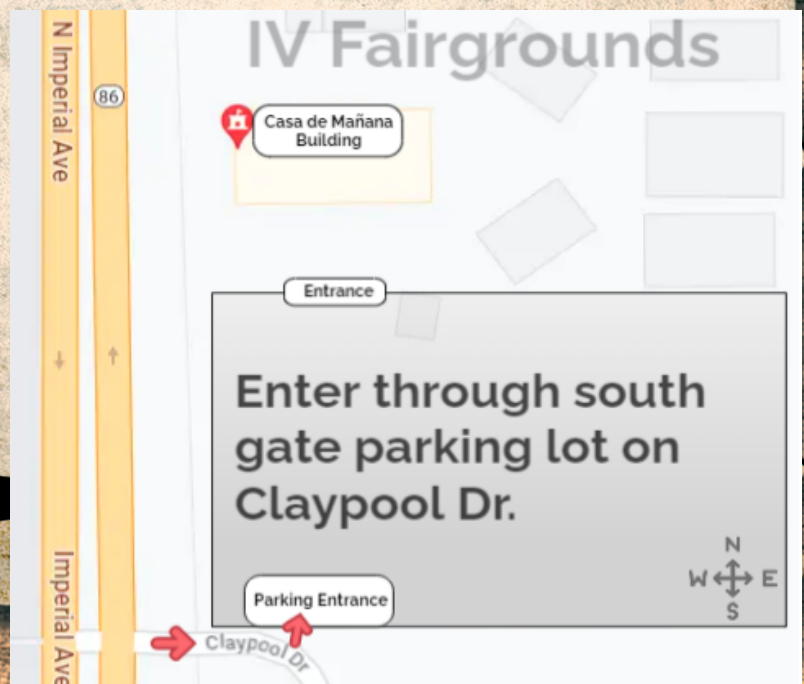 IV Fairgrounds
N Imperial Ave
86
Casa de Mañana
Building
Entrance
Enter through south
gate parking lot on
Claypool Dr.
N
W E
S
Parking Entrance
Imperial Ave
Claypool Dr